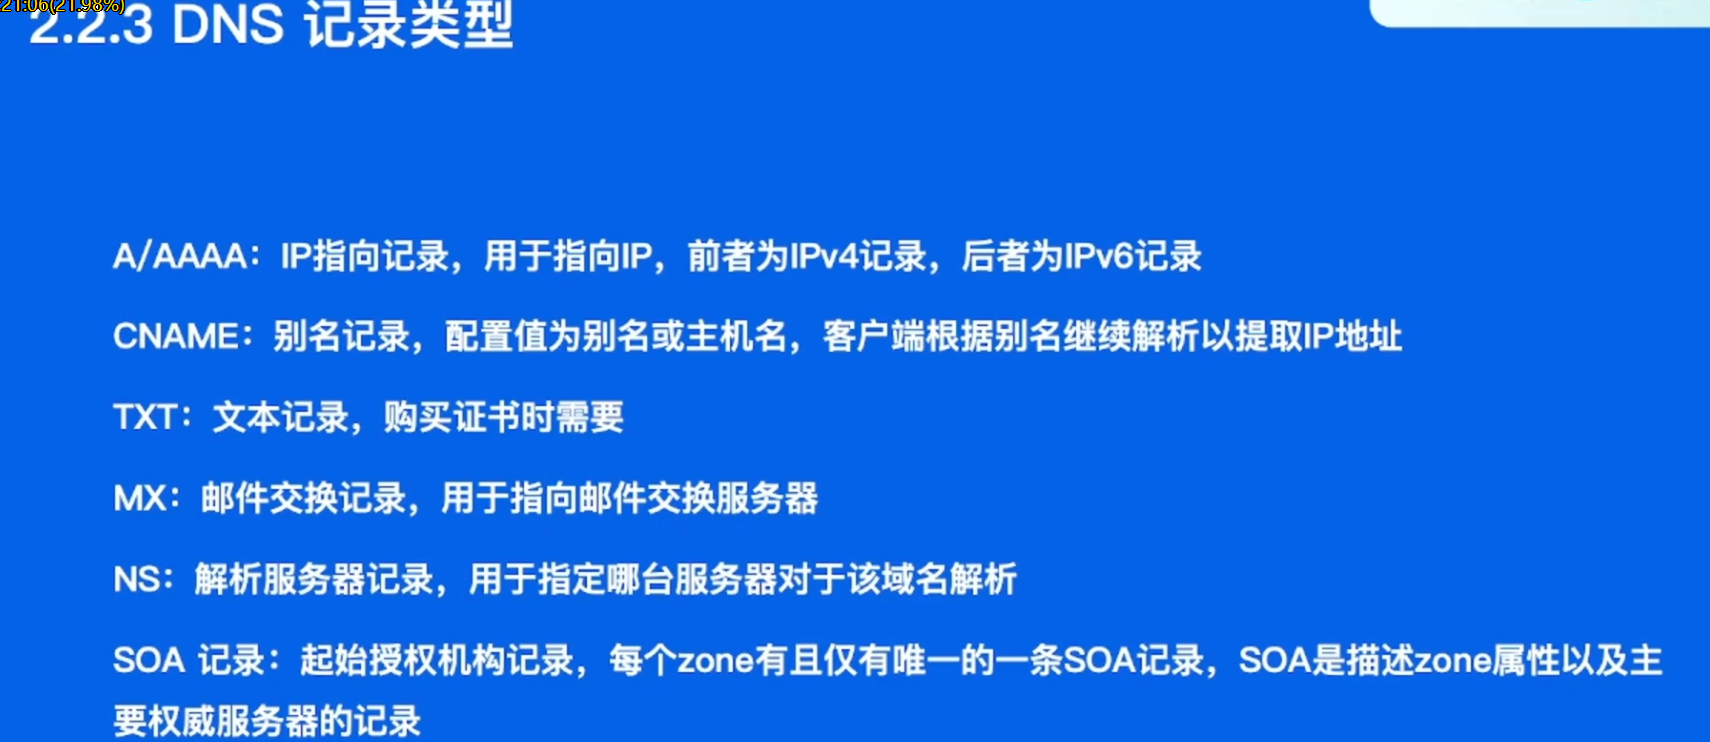 21:06(21.98%)
2.2.3 DNS 记录类型
A/AAAA：IP指向记录，用于指向IP，前者为IPv4记录，后者为IPv6记录
CNAME：别名记录，配置值为别名或主机名，客户端根据别名继续解析以提取IP地址
TXT：文本记录，购买证书时需要
MX：邮件交换记录，用于指向邮件交换服务器
NS：解析服务器记录，用于指定哪台服务器对于该域名解析
SOA 记录：起始授权机构记录，每个zone有且仅有唯一的一条SOA记录，SOA是描述zone属性以及主
要权威服务器的记录